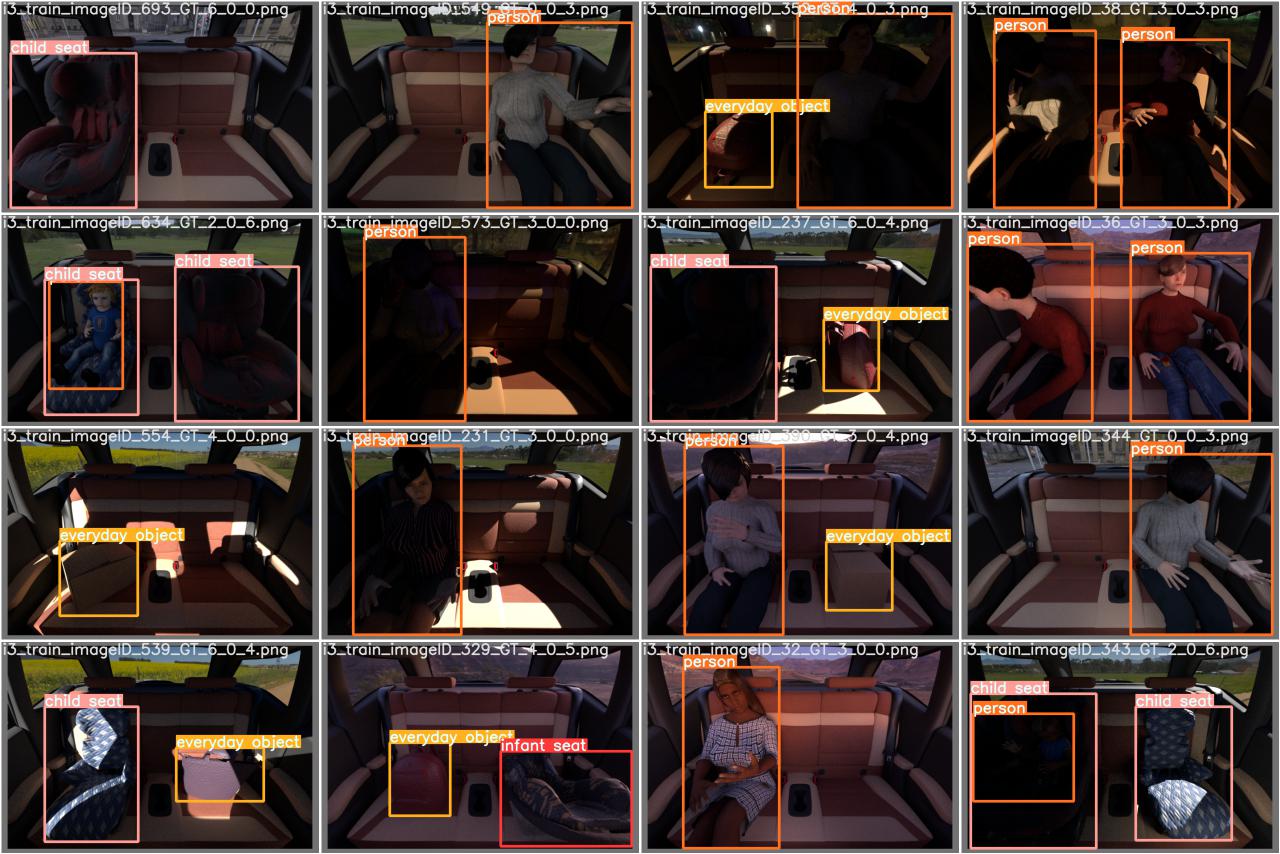 i3_train_imageID_693_GT_6_0_0.png
child seat
person
person
everyday object
i3_train_imageID_38_GT_3_0_3.png
person
person
i3_train_imageID_634_GT_2_0_6.png
child seat
child seat
i3_train_imageID_573_GT_3_0_0.png
person
i3_train_imageID_237_GT_6_0_4.png
child seat
everyday object
i3_train_imageID_36_GT_3_0_3.png
person
person
i3_train_imageID_554_GT_4_0_0.png
everyday object
i3_train_imageID_231_GT_3_0_0.png
person
i3_train_imageID_390_GT_3_0_4.png
person
everyday object
i3_train_imageID_344_GT_0_0_3.png
person
i3_train_imageID_539_GT_6_0_4.png
child seat
everyday object
i3_train_imageID_329_GT_4_0_5.png
everyday object
infant seat
i3_train_imageID_32_GT_3_0_0.png
person
i3_train_imageID_343_GT_2_0_6.png
child seat
person
child seat